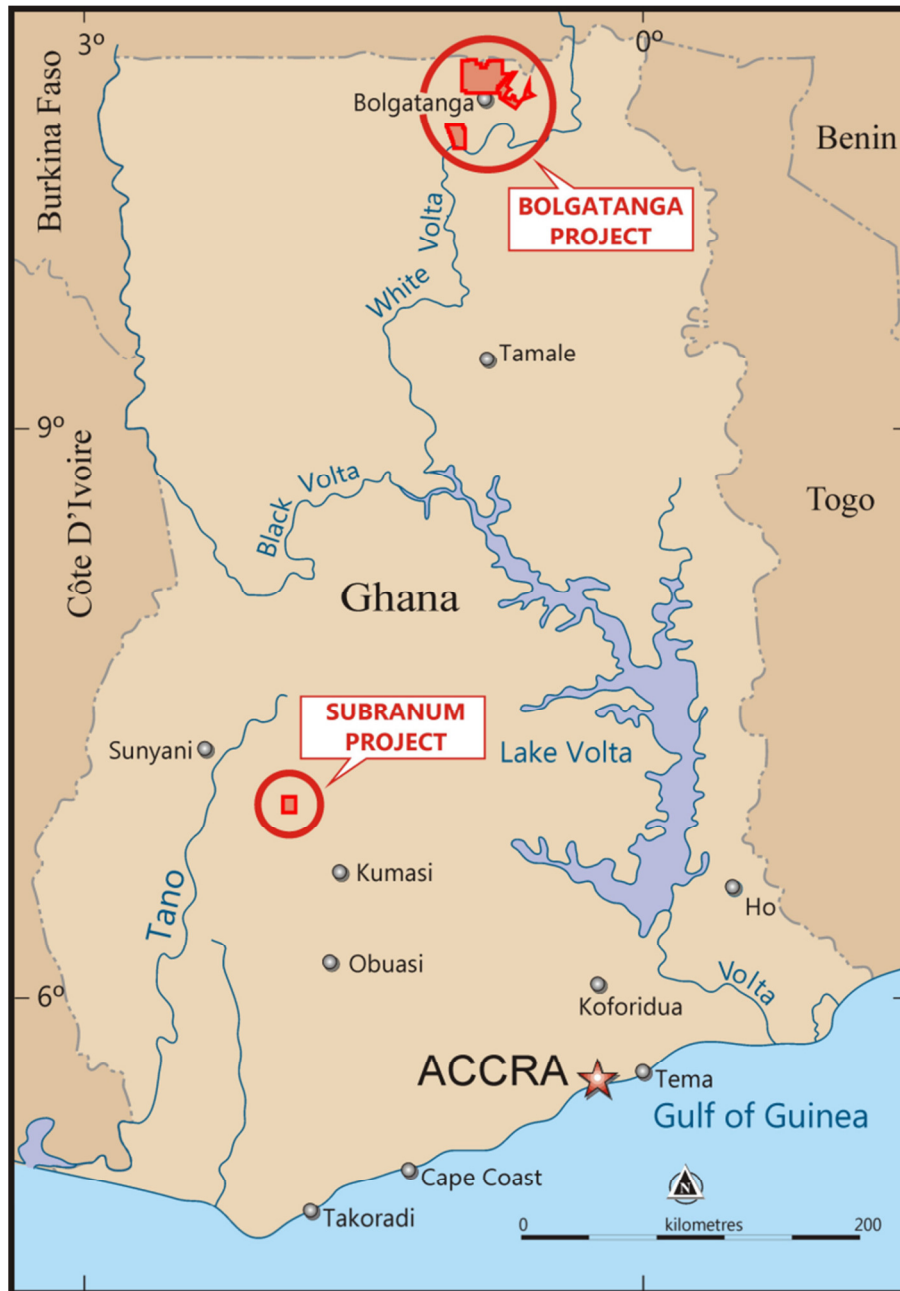 3º
0º
Burkina Faso
Bolgatanga
Benin
BOLGATANGA
PROJECT
White Volta
Tamale
9º
Côte D'Ivoire
Black Volta
Togo
Ghana
SUBRANUM
PROJECT
Sunyani
Lake Volta
Kumasi
Tano
Ho
Obuasi
Volta
6º
Koforidua
ACCRA
Tema
Gulf of Guinea
Cape Coast
N
Takoradi
0 kilometres 200